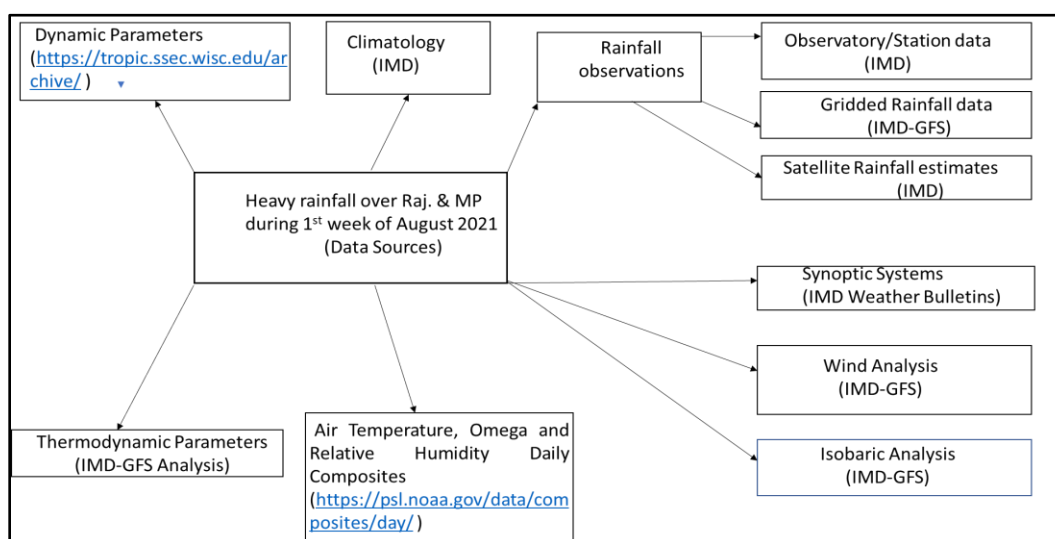 Dynamic Parameters
(https://tropic.ssec.wisc.edu/ar
chive/ )
Climatology
(IMD)
Rainfall
observations
Observatory/Station data
(IMD)
Gridded Rainfall data
(IMD-GFS)
Satellite Rainfall estimates
(IMD)
Heavy rainfall over Raj. & MP
during 1st week of August 2021
(Data Sources)
Synoptic Systems
(IMD Weather Bulletins)
Wind Analysis
(IMD-GFS)
Isobaric Analysis
(IMD-GFS)
Thermodynamic Parameters
(IMD-GFS Analysis)
Air Temperature, Omega and
Relative Humidity Daily
Composites
(https://psl.noaa.gov/data/com
posites/day/ )